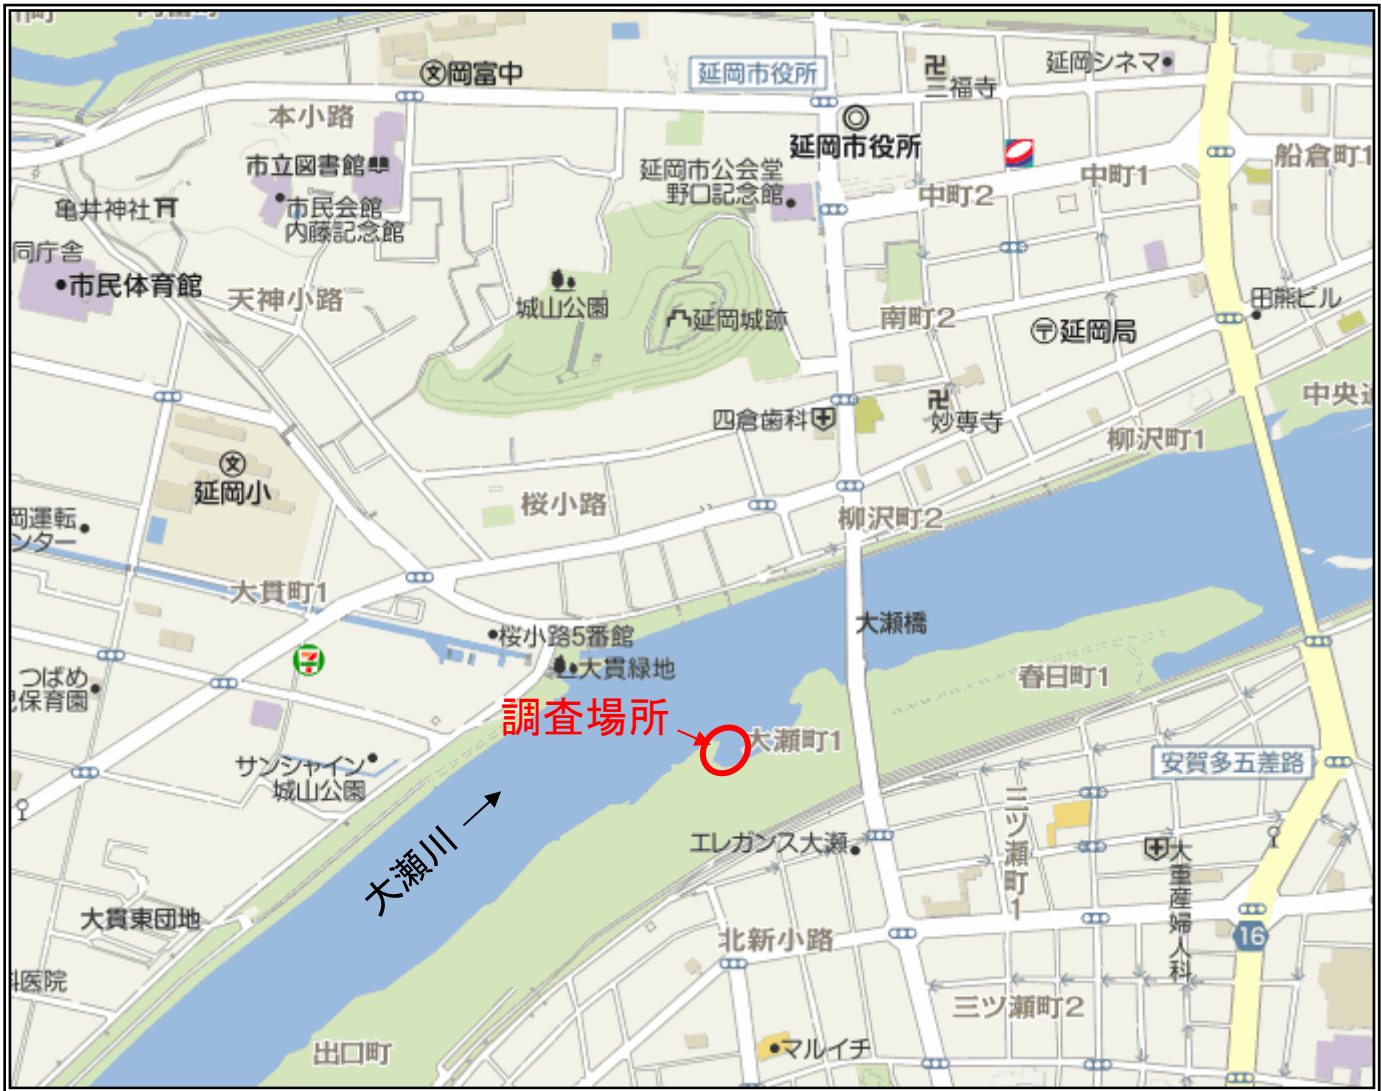 岡富中
延岡市役所
三福寺
延岡シネマ
本小路
延岡市役所
市立図書館
延岡市公会堂
野口記念館
中町2
中町1
船倉町1
亀井神社
市民会館
内藤記念館
同庁舎
市民体育館
天神小路
城山公園
延岡城跡
南町2
延岡局
田熊ビル
四倉歯科
妙専寺
中央通
柳沢町1
延岡小
桜小路
柳沢町2
岡運転
ンター
大貫町1
桜小路5番館
大瀬橋
つばめ
児保育園
大貫緑地
春日町1
調査場所
大瀬町1
サンシャイン
城山公園
安賀多五差路
大瀬川
エレガンス大瀬
三ツ瀬町1
大重産婦人科
大貫東団地
北新小路
16
科医院
三ツ瀬町2
出口町
マルイチ